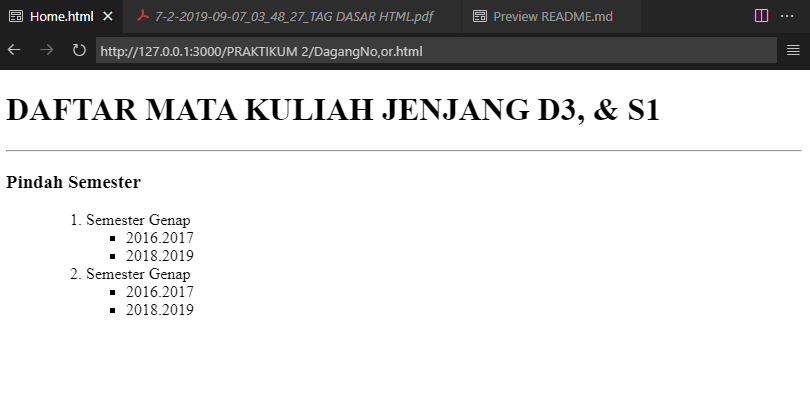 Home.html
7-2-2019-09-07_03_48_27_TAG DASAR HTML.pdf
Preview README.md
http://127.0.0.1:3000/PRAKTIKUM 2/DagangNo,or.html
DAFTAR MATA KULIAH JENJANG D3, & S1
Pindah Semester
1. Semester Genap
2016.2017
2018.2019
2. Semester Genap
2016.2017
2018.2019